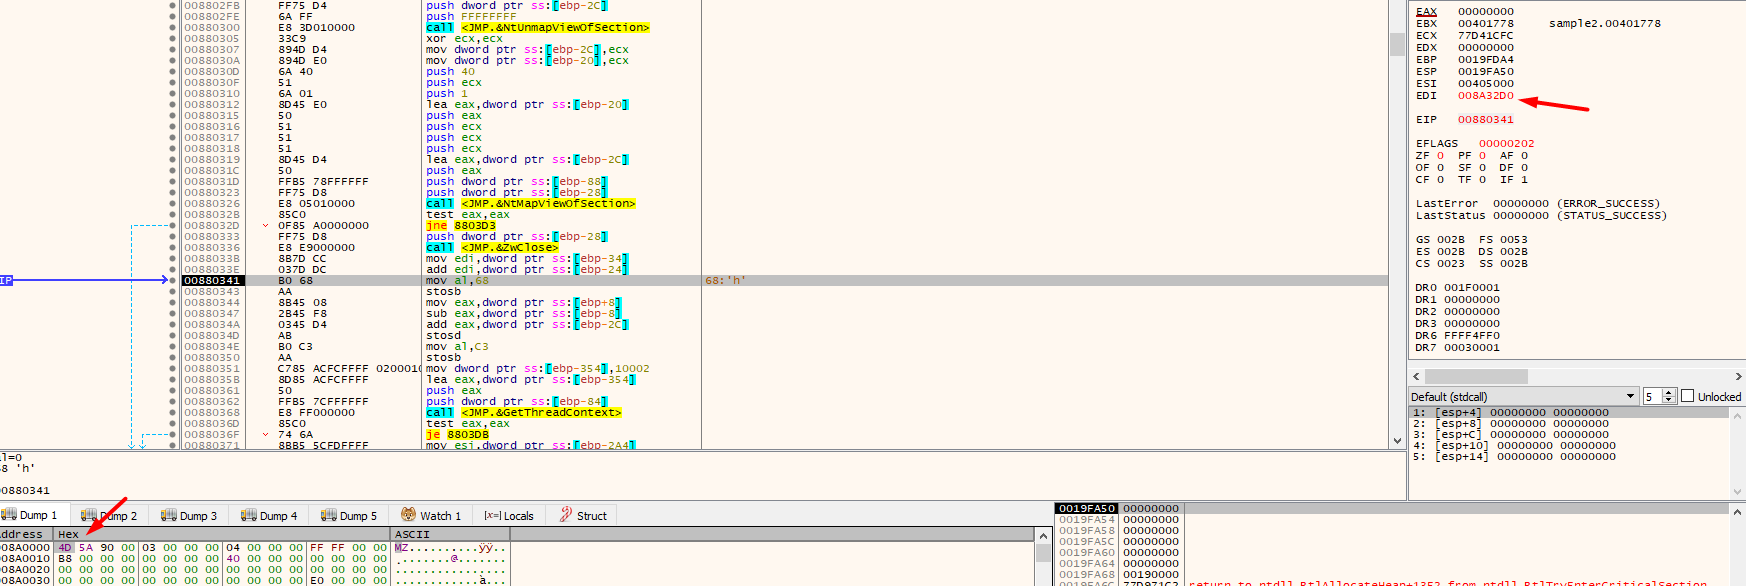 008802FB FF75 D4 push dword ptr ss:[ebp-2C]
008802FE 6A FF push FFFFFFFF
00880300 E8 3D010000 call <JMP.&NtUnmapViewOfSection>
00880305 33C9 xor ecx,ecx
00880307 894D D4 mov dword ptr ss:[ebp-2C],ecx
0088030A 894D E0 mov dword ptr ss:[ebp-20],ecx
0088030D 6A 40 push 40
0088030F 51 push ecx
00880310 6A 01 push 1
00880312 8D45 E0 lea eax,dword ptr ss:[ebp-20]
00880315 50 push eax
00880316 51 push ecx
00880317 51 push ecx
00880318 51 push ecx
00880319 8D45 D4 lea eax,dword ptr ss:[ebp-2C]
0088031C 50 push eax
0088031D FFB5 78FFFFFF push dword ptr ss:[ebp-88]
00880323 FF75 D8 push dword ptr ss:[ebp-28]
00880326 E8 05010000 call <JMP.&NtMapViewOfSection>
0088032B 85C0 test eax,eax
0088032D 0F85 A0000000 jne 8803D3
00880333 FF75 D8 push dword ptr ss:[ebp-28]
00880336 E8 E9000000 call <JMP.&ZwClose>
0088033B 8B7D CC mov edi,dword ptr ss:[ebp-34]
0088033E 037D DC add edi,dword ptr ss:[ebp-24]
IP 00880341 B0 68 mov al,68 68:'h'
00880343 AA stosb
00880344 8B45 08 mov eax,dword ptr ss:[ebp+8]
00880347 2B45 F8 sub eax,dword ptr ss:[ebp-8]
0088034A 0345 D4 add eax,dword ptr ss:[ebp-2C]
0088034D AB stosd
0088034E B0 C3 mov al,C3
00880350 AA stosb
00880351 C785 ACFCFFFF 0200010 mov dword ptr ss:[ebp-354],10002
0088035B 8D85 ACFCFFFF lea eax,dword ptr ss:[ebp-354]
00880361 50 push eax
00880362 FFB5 7CFFFFFF push dword ptr ss:[ebp-84]
00880368 E8 FF000000 call <JMP.&GetThreadContext>
0088036D 85C0 test eax,eax
0088036F 74 6A je 8803DB
00880371 8BB5 5CFDFFFF mov esi,dword ptr ss:[ebp-2A4]
EAX 00000000
EBX 00401778 sample2.00401778
ECX 77D41CFC
EDX 00000000
EBP 0019FDA4
ESP 0019FA50
ESI 00405000
EDI 008A32D0
EIP 00880341
EFLAGS 00000202
ZF 0 PF 0 AF 0
OF 0 SF 0 DF 0
CF 0 TF 0 IF 1
LastError 00000000 (ERROR_SUCCESS)
LastStatus 00000000 (STATUS_SUCCESS)
GS 002B FS 0053
ES 002B DS 002B
CS 0023 SS 002B
DR0 001F0001
DR1 00000000
DR2 00000000
DR3 00000000
DR6 FFFF4FF0
DR7 00030001
Default (stdcall) 5 Unlocked
1: [esp+4] 00000000 00000000
2: [esp+8] 00000000 00000000
3: [esp+C] 00000000 00000000
4: [esp+10] 00000000 00000000
5: [esp+14] 00000000 00000000
al=0
68 'h'
00880341
Dump 1 Dump 2 Dump 3 Dump 4 Dump 5 Watch 1 [x=] Locals Struct
Address Hex ASCII
008A0000 4D 5A 90 00 03 00 00 00 04 00 00 00 FF FF 00 00 MZ..........ÿÿ..
008A0010 B8 00 00 00 00 00 00 00 40 00 00 00 00 00 00 00 ¸.......@.......
008A0020 00 00 00 00 00 00 00 00 00 00 00 00 00 00 00 00 ................
008A0030 00 00 00 00 00 00 00 00 00 00 00 00 E0 00 00 00 ............à...
0019FA50 00000000
0019FA54 00000000
0019FA58 00000000
0019FA5C 00000000
0019FA60 00000000
0019FA64 00000000
0019FA68 00190000